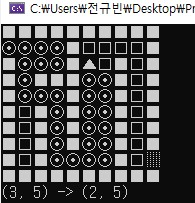 C:\Users\전규빈\Desktop\Pr
(3, 5) -> (2, 5)